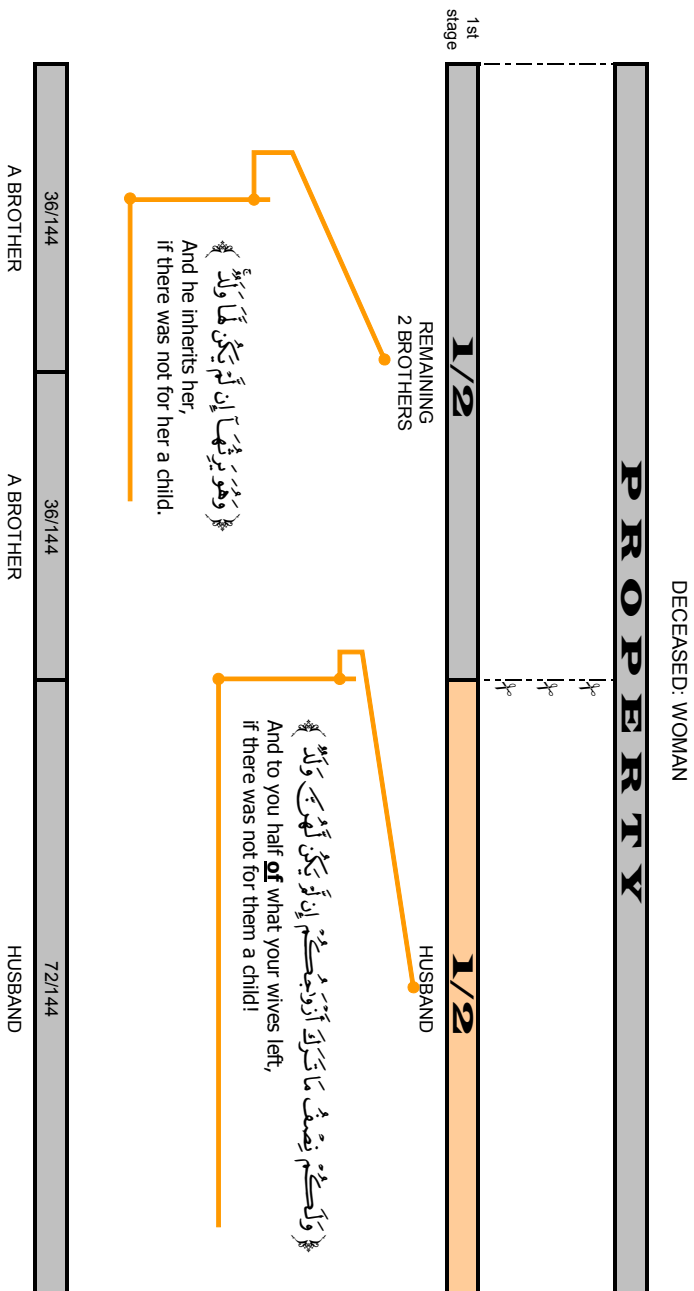 DECEASED: WOMAN
PROPERTY
1st
stage
1/2
1/2
REMAINING
2 BROTHERS
HUSBAND
﴿ وَلَكُمْ نِصْفُ مَا تَرَكَ أَزْوَٰجُكُمْ إِن لَّمْ يَكُن لَّهُنَّ وَلَدٌ ﴾
And to you half of what your wives left,
if there was not for them a child!
﴿ وَهُوَ يَرِثُهَآ إِن لَّمْ يَكُن لَّهَا وَلَدٌ ۚ ﴾
And he inherits her,
if there was not for her a child.
36/144
36/144
72/144
A BROTHER
A BROTHER
HUSBAND